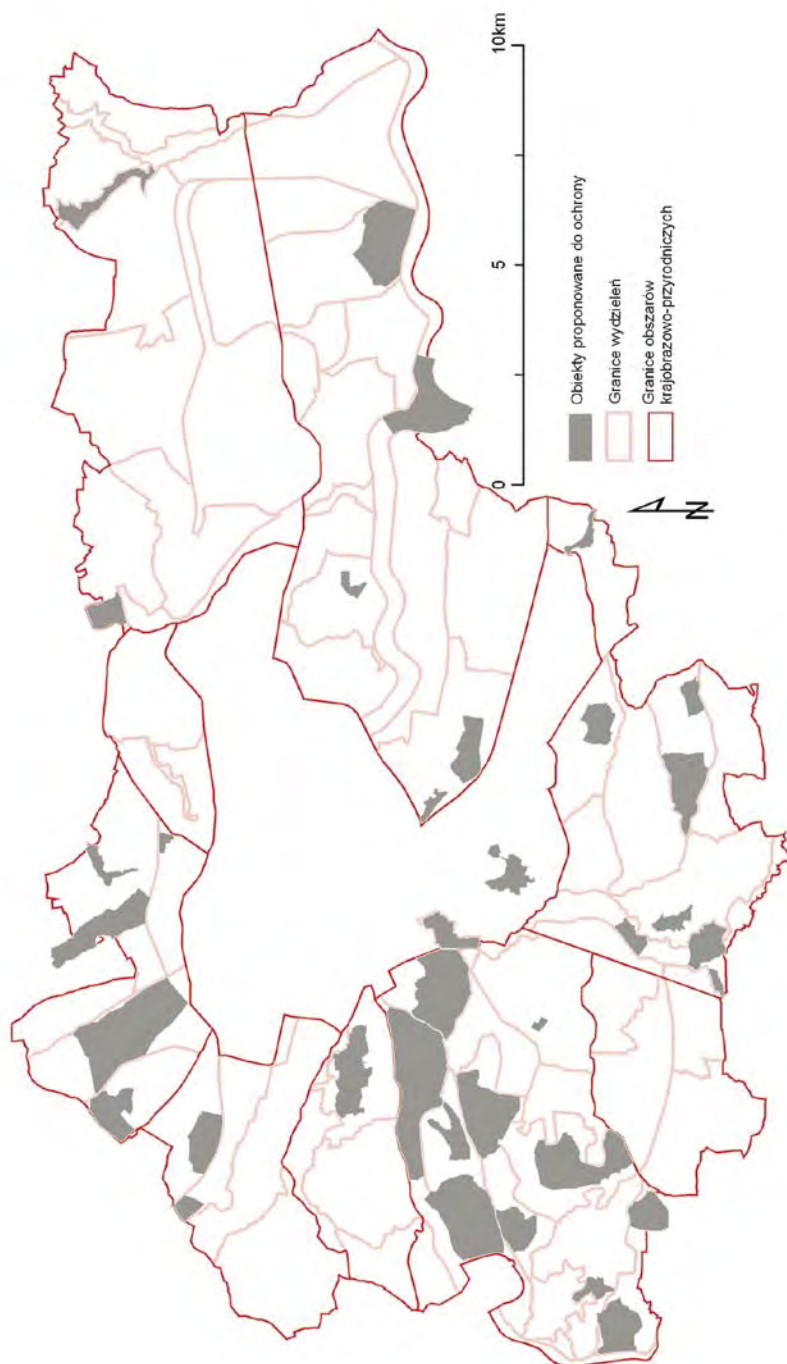 0
5
10km
Obiekty proponowane do ochrony
Granice wydzieleń
Granice obszarów
krajobrazowo-przyrodniczych
N